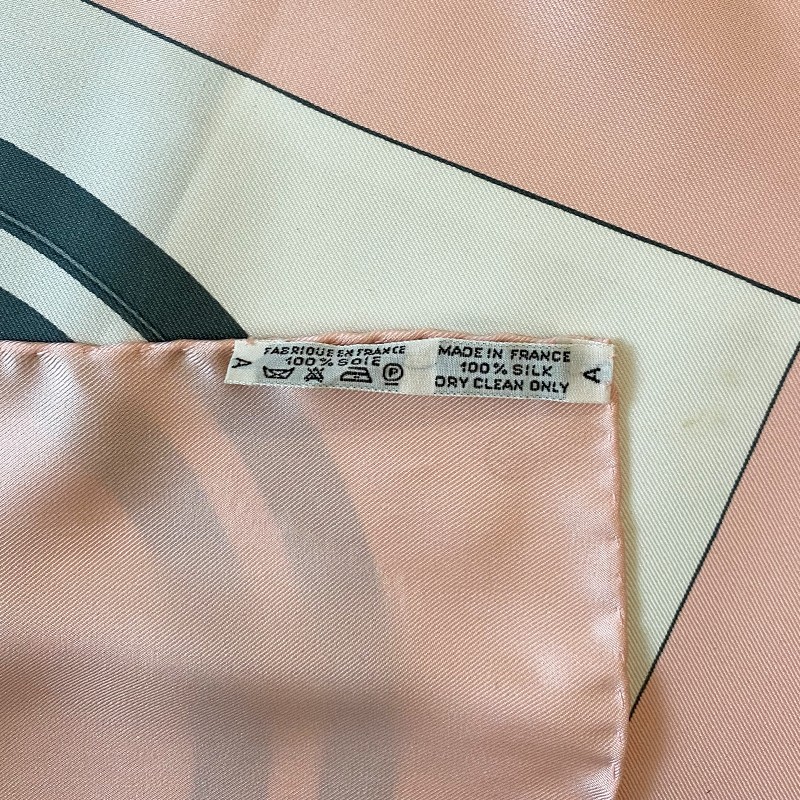 A
FABRIQUE EN FRANCE
100% SOIE
P
MADE IN FRANCE
100% SILK
DRY CLEAN ONLY
A